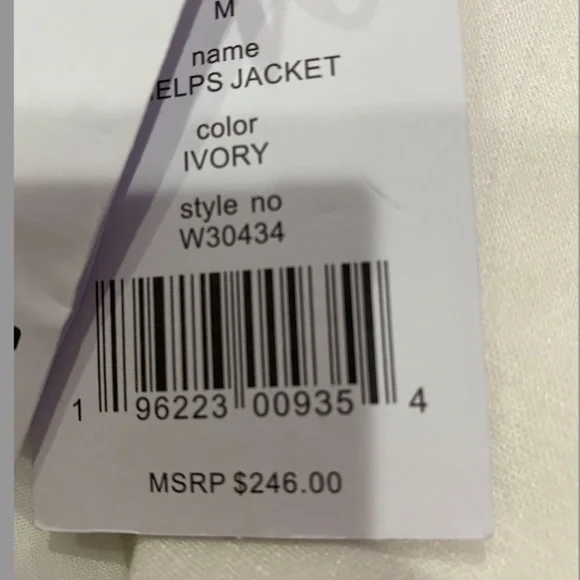 M
name
ELPS JACKET
color
IVORY
style no
W30434
1 96223 00935 4
MSRP $246.00